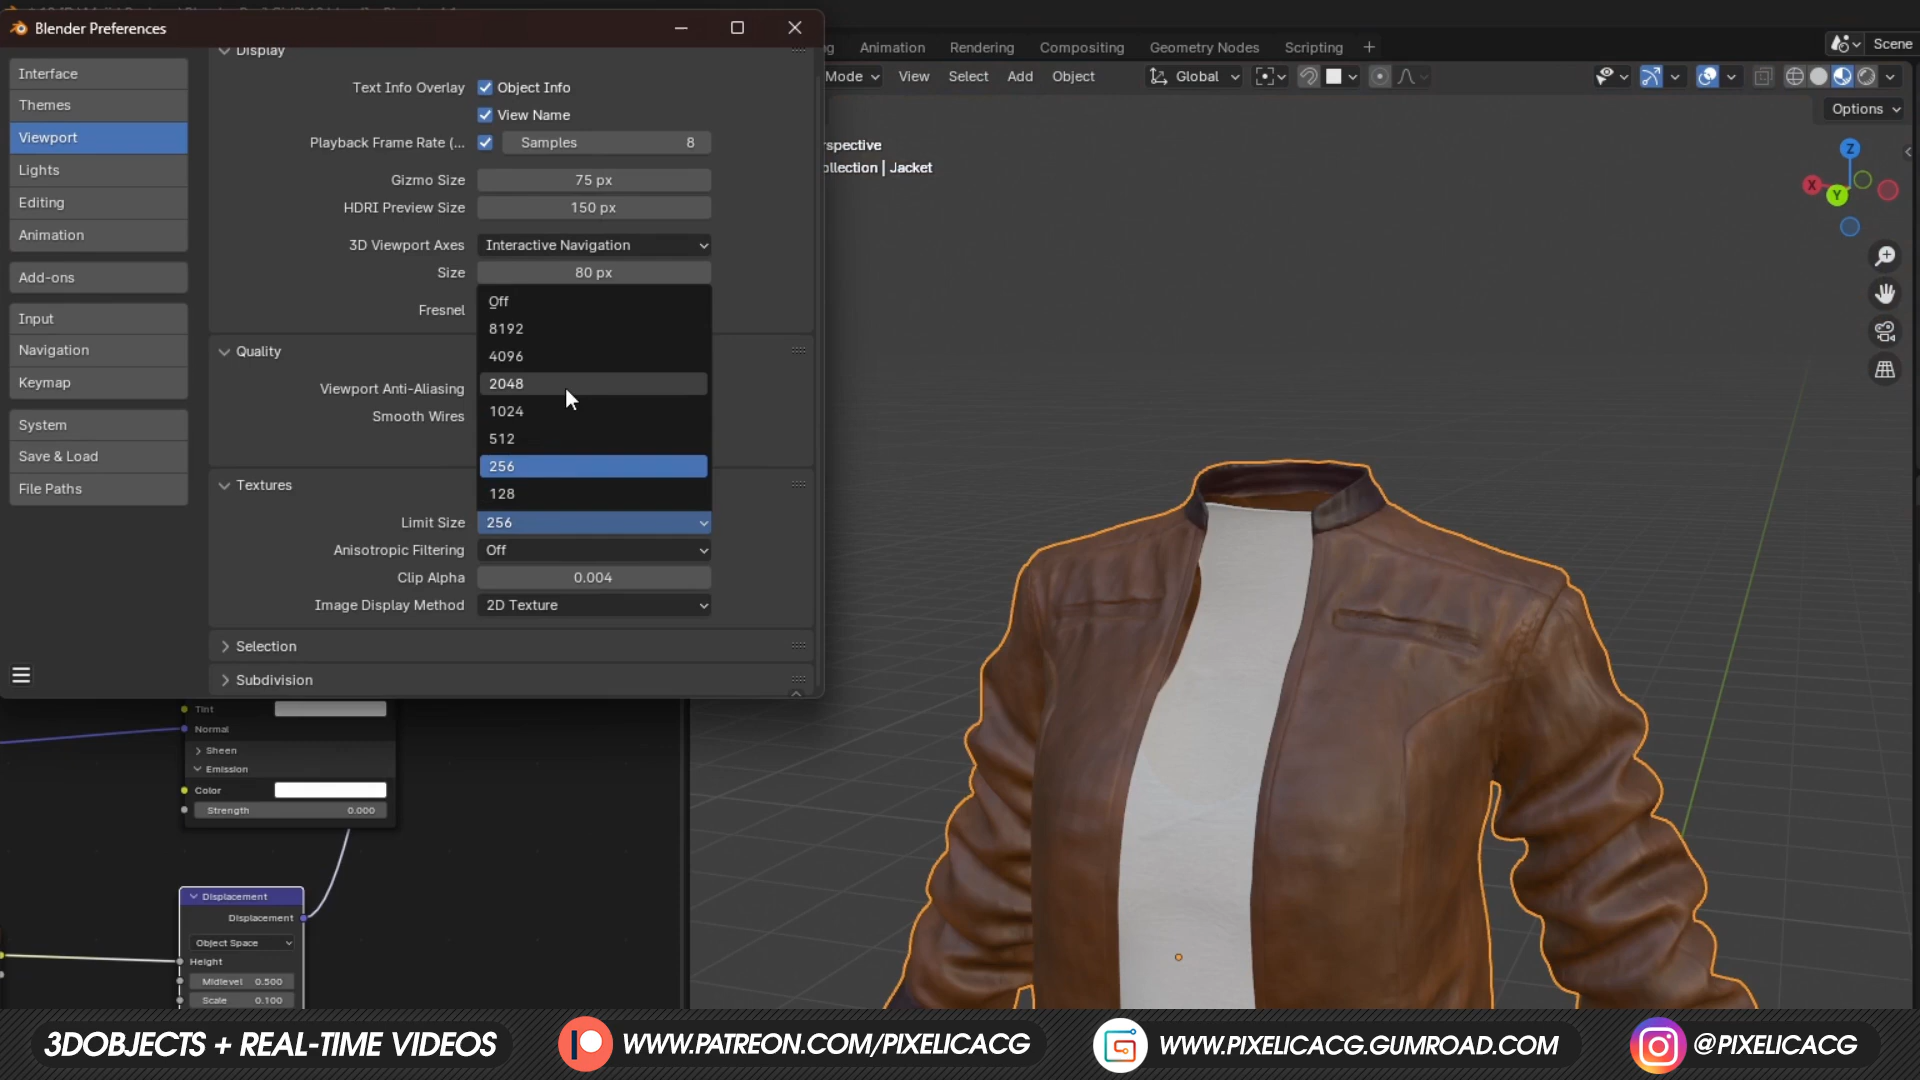 Blender Preferences
Interface
Themes
Viewport
Lights
Editing
Animation
Add-ons
Input
Navigation
Keymap
System
Save & Load
File Paths
Display
Text Info Overlay
Object Info
View Name
Playback Frame Rate (...
Samples 8
Gizmo Size 75 px
HDRI Preview Size 150 px
3D Viewport Axes Interactive Navigation
Size 80 px
Fresnel
Off
8192
4096
2048
1024
512
256
128
Quality
Viewport Anti-Aliasing
Smooth Wires
Textures
Limit Size 256
Anisotropic Filtering Off
Clip Alpha 0.004
Image Display Method 2D Texture
Selection
Subdivision
Tint
Normal
Sheen
Emission
Color
Strength 0.000
Displacement
Displacement
Object Space
Height
Midlevel 0.500
Scale 0.100
ng Animation Rendering Compositing Geometry Nodes Scripting +
Scene
Mode View Select Add Object Global
Options
rspective
ollection | Jacket
Z
X
Y
3DOBJECTS + REAL-TIME VIDEOS
WWW.PATREON.COM/PIXELICACG
WWW.PIXELICACG.GUMROAD.COM
@PIXELICACG